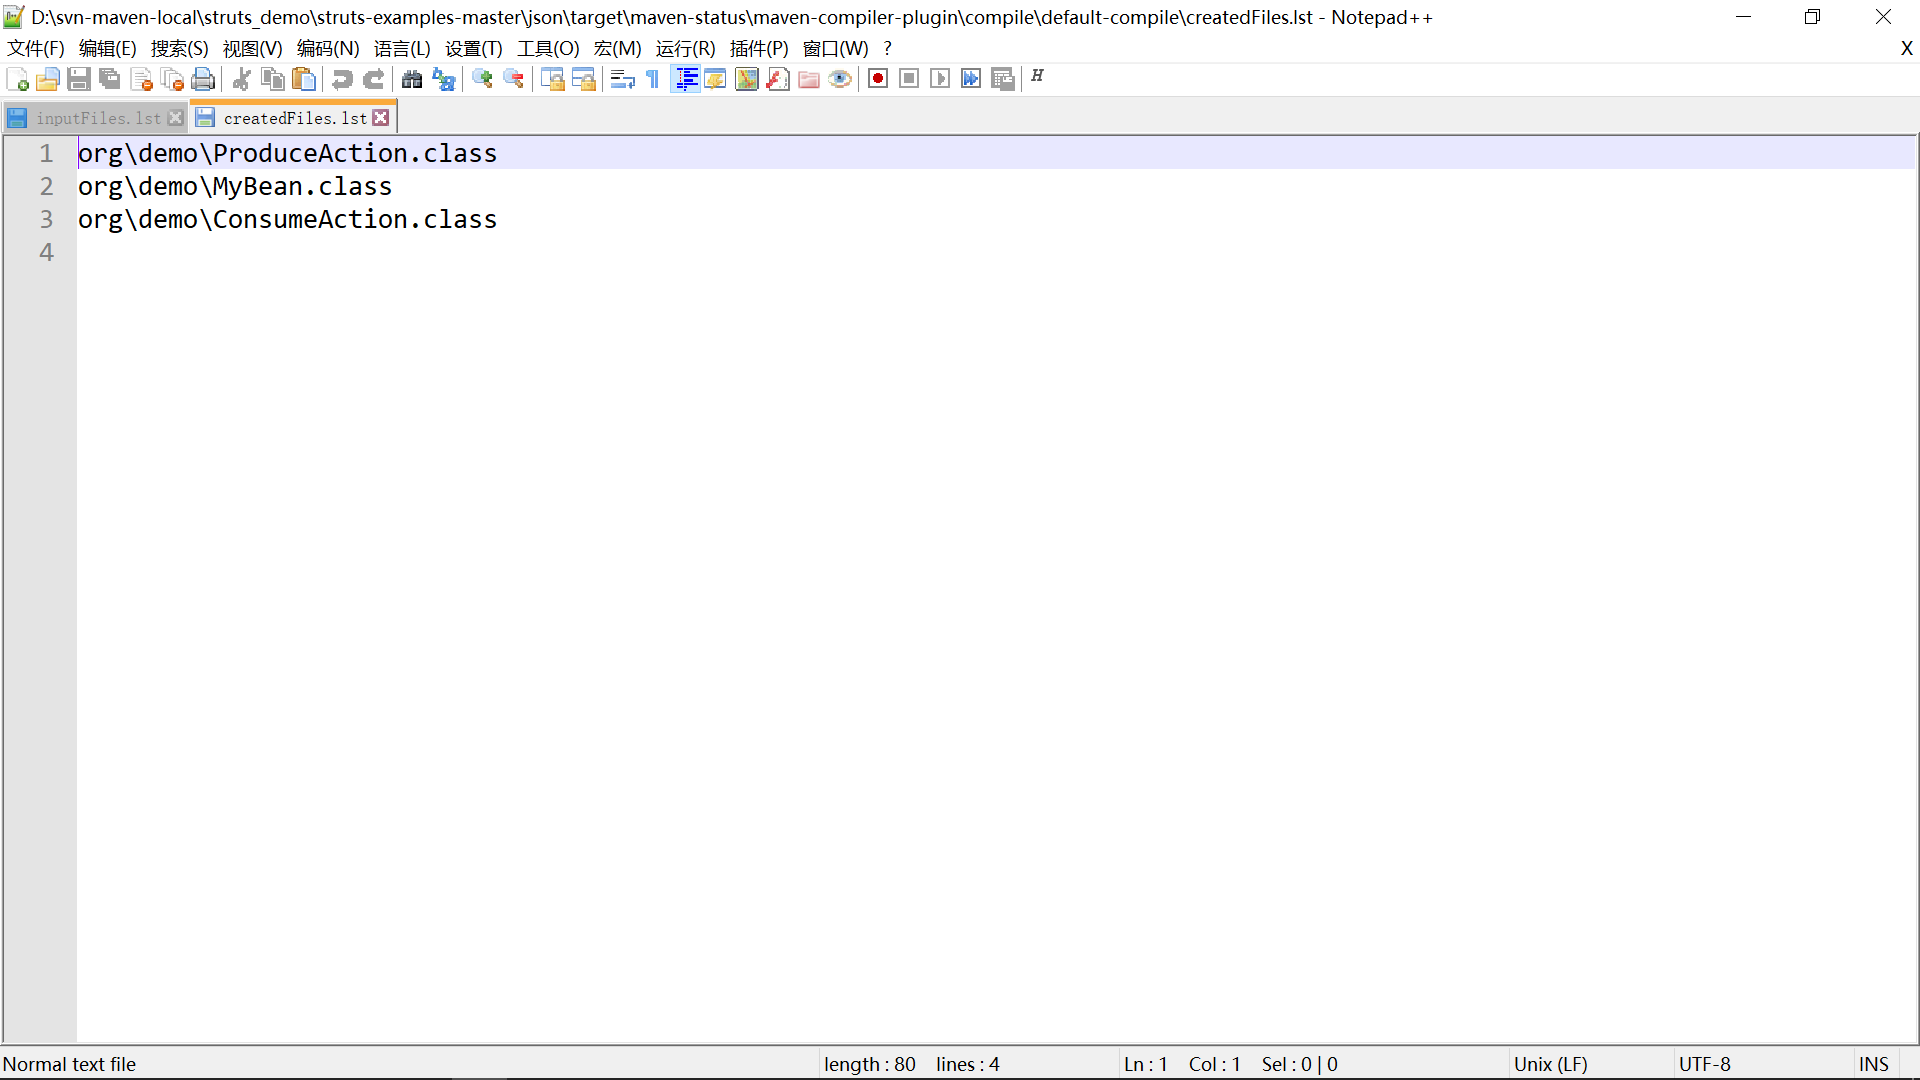 D:\svn-maven-local\struts_demo\struts-examples-master\json\target\maven-status\maven-compiler-plugin\compile\default-compile\createdFiles.lst - Notepad++
文件(F) 编辑(E) 搜索(S) 视图(V) 编码(N) 语言(L) 设置(T) 工具(O) 宏(M) 运行(R) 插件(P) 窗口(W) ? X
H
inputFiles.lst createdFiles.lst
1 org\demo\ProduceAction.class
2 org\demo\MyBean.class
3 org\demo\ConsumeAction.class
4
Normal text file length : 80 lines : 4 Ln : 1 Col : 1 Sel : 0 | 0 Unix (LF) UTF-8 INS